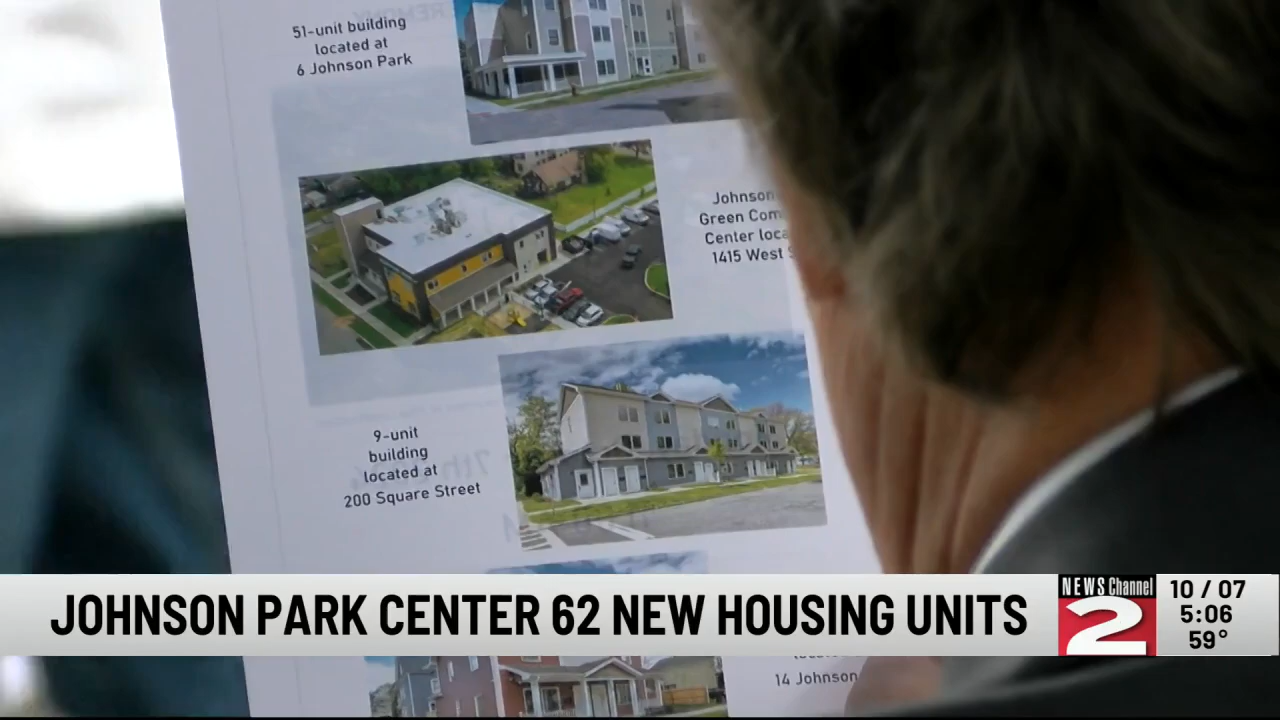 51-unit building
located at
6 Johnson Park
Johnson
Green Com
Center loca
1415 West
9-unit
building
located at
200 Square Street
JOHNSON PARK CENTER 62 NEW HOUSING UNITS
NEWS Channel
2
10 / 07
5:06
59°
14 Johnson